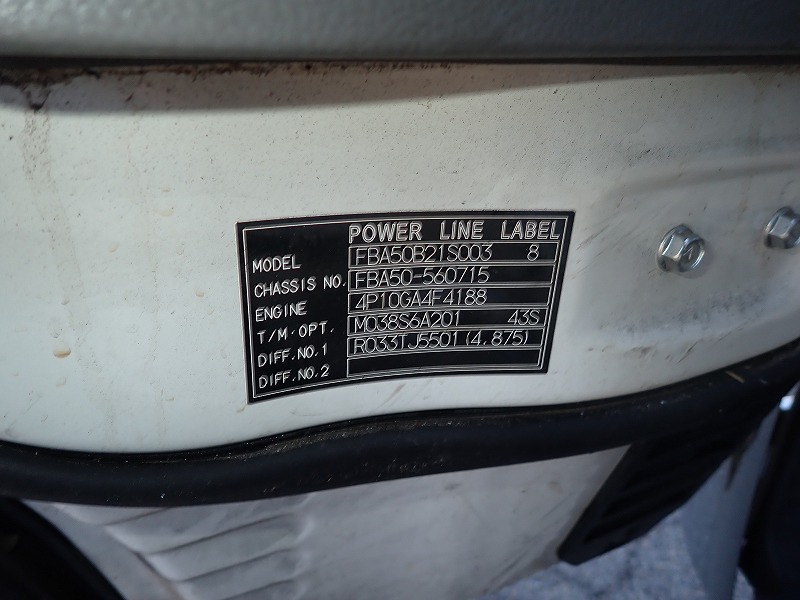 POWER LINE LABEL
MODEL FBA50B21S003 8
CHASSIS NO. FBA50-560715
ENGINE 4P10GA4F4188
T/M·OPT. M038S6A201 43S
DIFF.NO.1 R033TJ5501(4.875)
DIFF.NO.2